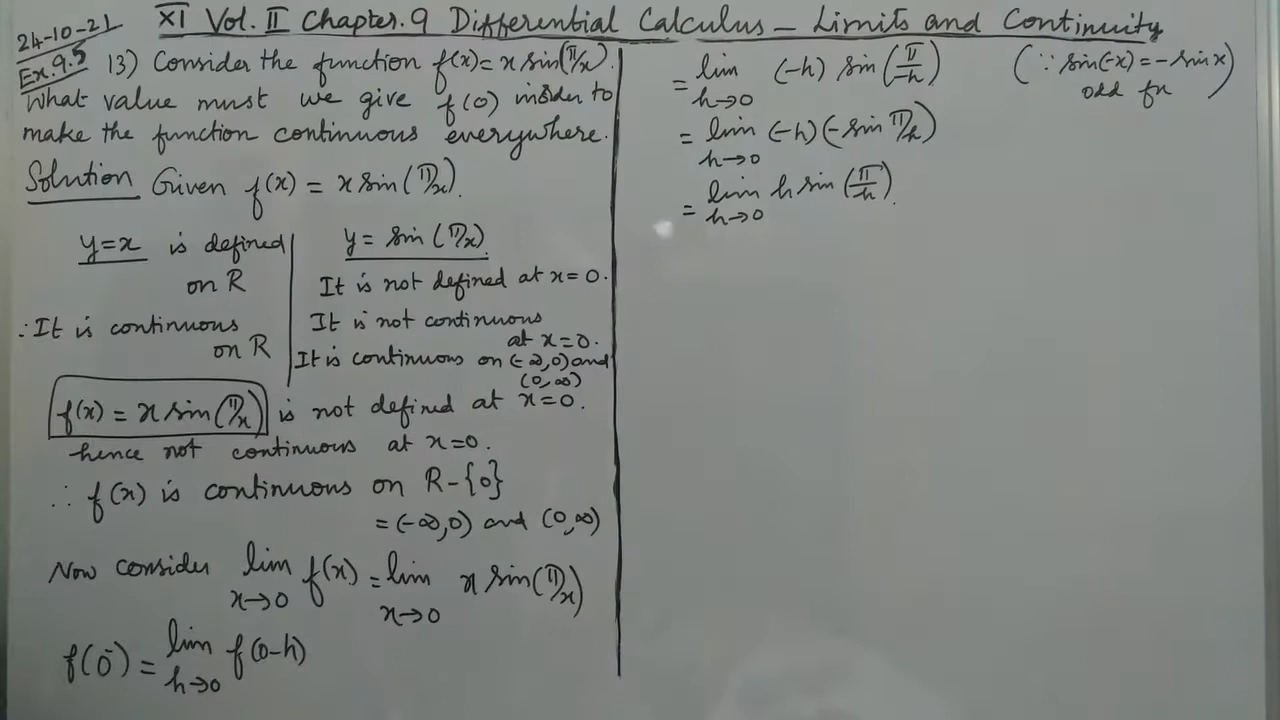 24-10-21
XI Vol. II Chapter. 9 Differential Calculus - Limits and Continuity
Ex. 9.5
13) Consider the function f(x) = x sin(π/x).
What value must we give f(0) inorder to
make the function continuous everywhere.
Solution Given f(x) = x sin(π/x).
y=x is defined
on R
∴ It is continuous
on R
y = sin(π/x).
It is not defined at x=0.
It is not continuous
at x=0.
It is continuous on (-∞,0) and
(0,∞)
f(x) = x sin(π/x) is not defined at x=0.
hence not continuous at x=0.
∴ f(x) is continuous on R-{0}
= (-∞,0) and (0,∞)
Now consider lim x→0 f(x) = lim x→0 x sin(π/x)
f(0⁻) = lim h→0 f(0-h)
= lim h→0 (-h) sin(π/-h) (∵ sin(-x) = -sin x)
odd fn
= lim h→0 (-h)(-sin π/h)
= lim h→0 h sin(π/h).